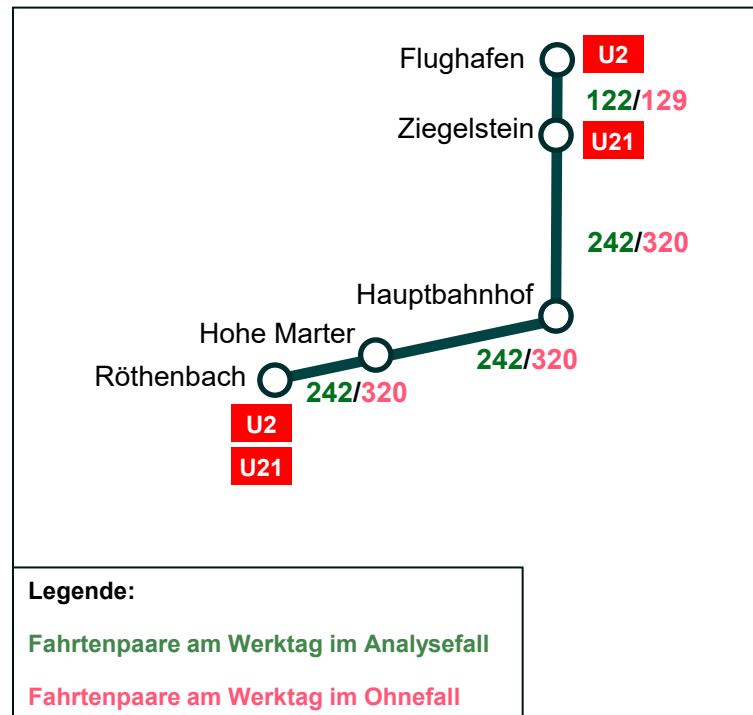 Flughafen
U2
122/129
Ziegelstein
U21
242/320
Hauptbahnhof
Hohe Marter
242/320
Röthenbach
242/320
U2
U21
Legende:
Fahrtenpaare am Werktag im Analysefall
Fahrtenpaare am Werktag im Ohnefall